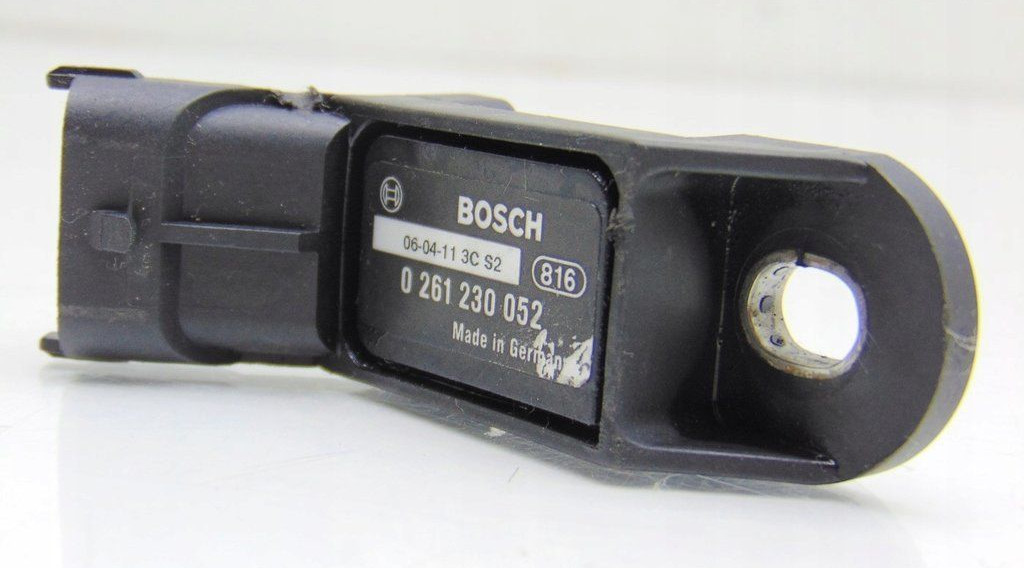 BOSCH
06-04-11 3C S2
816
0 261 230 052
Made in Germany